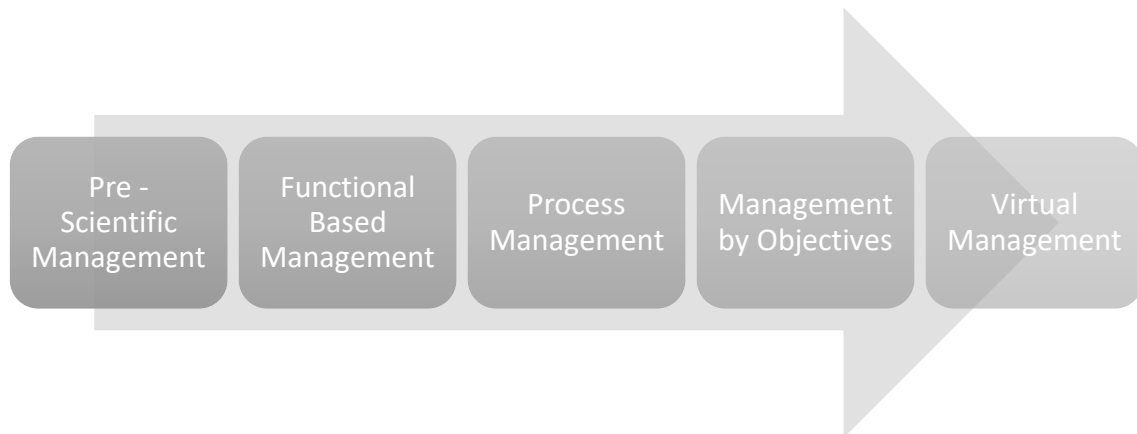 Pre -
Scientific
Management
Functional
Based
Management
Process
Management
Management
by Objectives
Virtual
Management